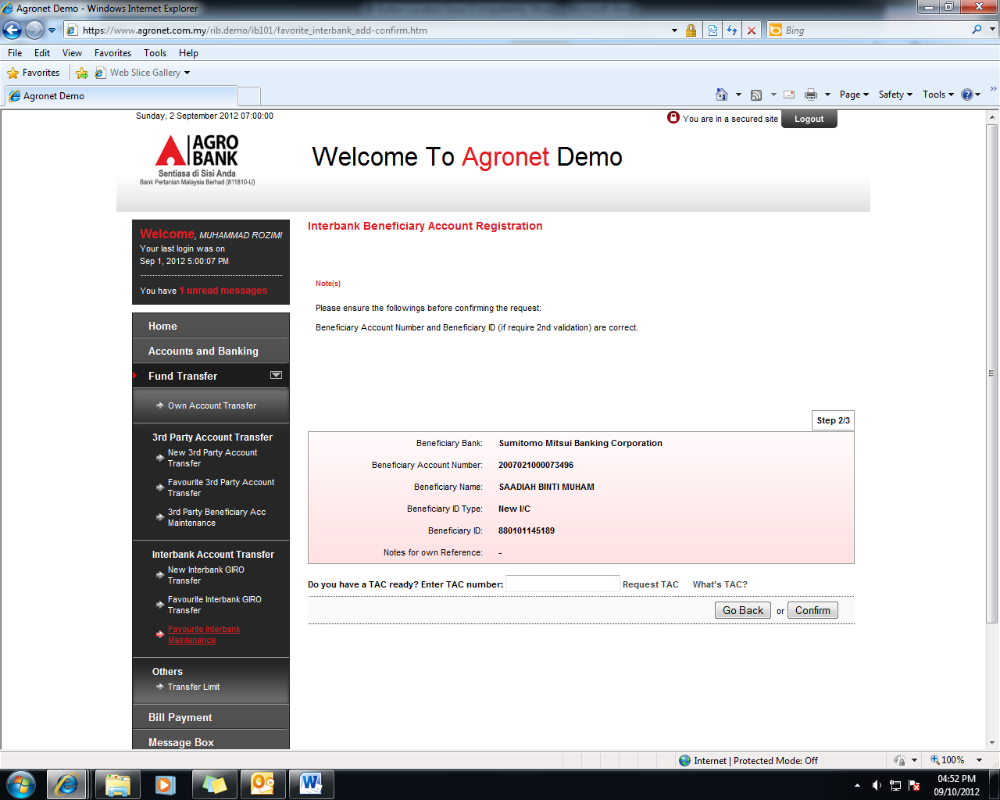 Agronet Demo - Windows Internet Explorer
https://www.agronet.com.my/rib.demo/ib101/favorite_interbank_add-confirm.htm
Bing
File Edit View Favorites Tools Help
Favorites Web Slice Gallery
Agronet Demo
Page Safety Tools
Sunday, 2 September 2012 07:00:00
You are in a secured site Logout
AGRO
BANK
Sentiasa di Sisi Anda
Bank Pertanian Malaysia Berhad (811810-U)
Welcome To Agronet Demo
Welcome, MUHAMMAD ROZIMI
Your last login was on
Sep 1, 2012 5:00:07 PM
You have 1 unread messages
Home
Accounts and Banking
Fund Transfer
Own Account Transfer
3rd Party Account Transfer
New 3rd Party Account
Transfer
Favourite 3rd Party Account
Transfer
3rd Party Beneficiary Acc
Maintenance
Interbank Account Transfer
New Interbank GIRO
Transfer
Favourite Interbank GIRO
Transfer
Favourite Interbank
Maintenance
Others
Transfer Limit
Bill Payment
Message Box
Interbank Beneficiary Account Registration
Note(s)
Please ensure the followings before confirming the request:
Beneficiary Account Number and Beneficiary ID (if require 2nd validation) are correct.
Step 2/3
Beneficiary Bank: Sumitomo Mitsui Banking Corporation
Beneficiary Account Number: 2007021000073496
Beneficiary Name: SAADIAH BINTI MUHAM
Beneficiary ID Type: New I/C
Beneficiary ID: 880101145189
Notes for own Reference: -
Do you have a TAC ready? Enter TAC number: Request TAC What's TAC?
Go Back or Confirm
Internet | Protected Mode: Off
100%
04:52 PM
09/10/2012